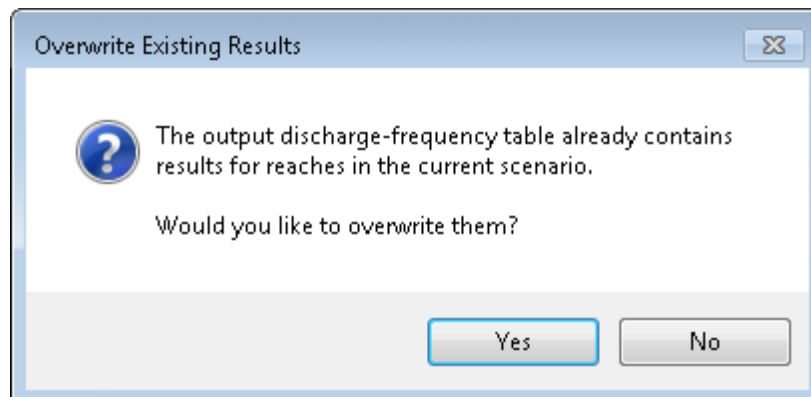 Overwrite Existing Results
The output discharge-frequency table already contains
results for reaches in the current scenario.
Would you like to overwrite them?
Yes
No